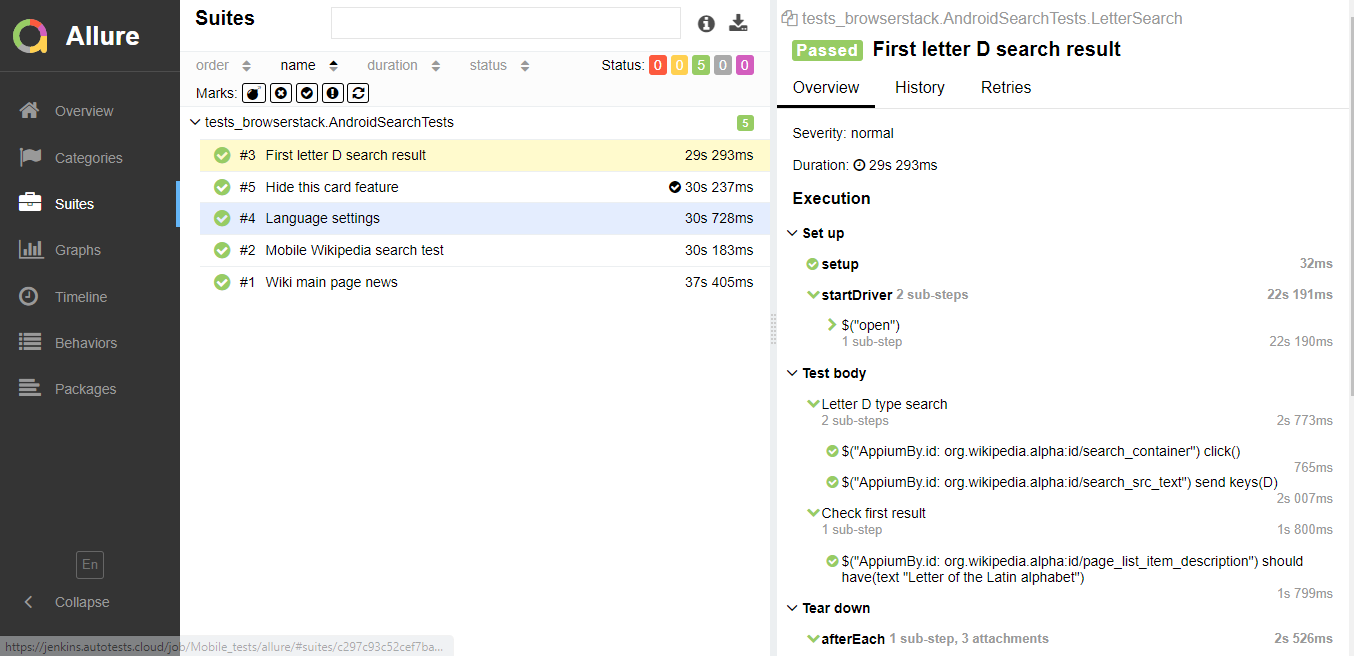 Allure
Overview
Categories
Suites
Graphs
Timeline
Behaviors
Packages
En
Collapse
https://jenkins.autotests.cloud/job/Mobile_tests/allure/#suites/c297c93c52cef7ba...
Suites
order name duration status Status: 0 0 5 0 0
Marks:
tests_browserstack.AndroidSearchTests 5
#3 First letter D search result 29s 293ms
#5 Hide this card feature 30s 237ms
#4 Language settings 30s 728ms
#2 Mobile Wikipedia search test 30s 183ms
#1 Wiki main page news 37s 405ms
tests_browserstack.AndroidSearchTests.LetterSearch
Passed First letter D search result
Overview History Retries
Severity: normal
Duration: 29s 293ms
Execution
Set up
setup 32ms
startDriver 2 sub-steps 22s 191ms
$("open")
1 sub-step 22s 190ms
Test body
Letter D type search
2 sub-steps 2s 773ms
$("AppiumBy.id: org.wikipedia.alpha:id/search_container") click()
765ms
$("AppiumBy.id: org.wikipedia.alpha:id/search_src_text") send keys(D)
2s 007ms
Check first result
1 sub-step 1s 800ms
$("AppiumBy.id: org.wikipedia.alpha:id/page_list_item_description") should
have(text "Letter of the Latin alphabet")
1s 799ms
Tear down
afterEach 1 sub-step, 3 attachments 2s 526ms